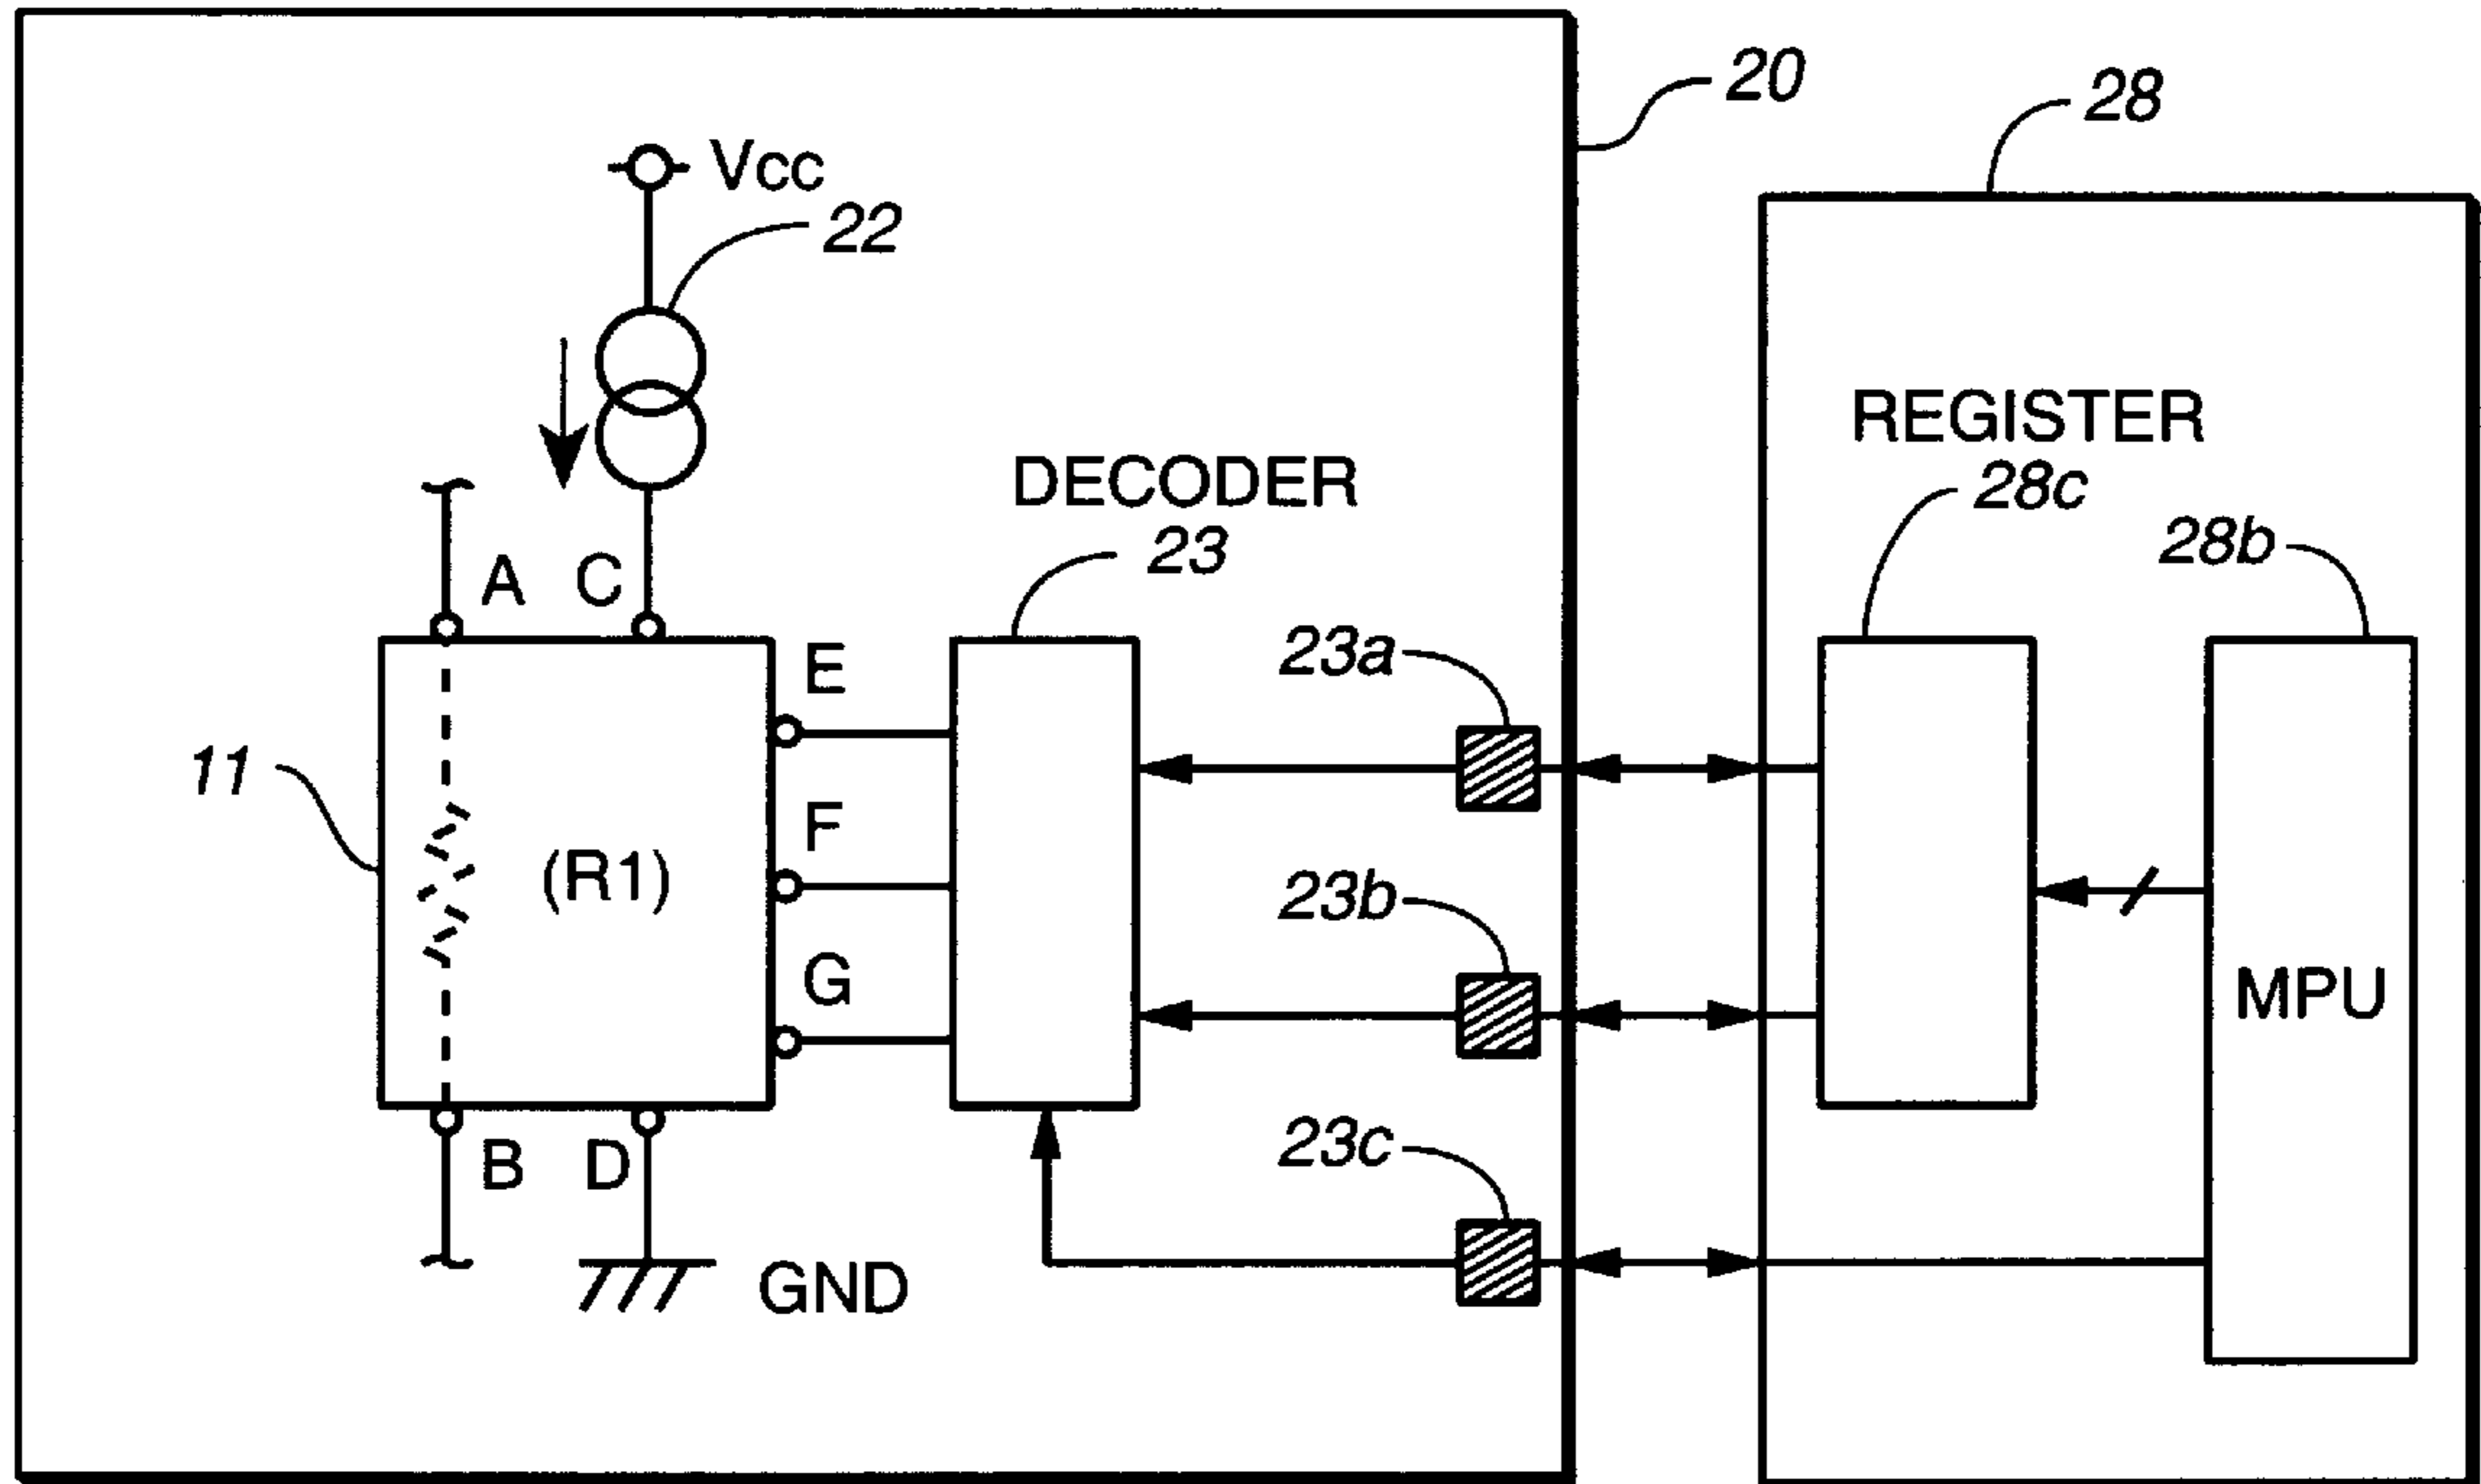 20
28
Vcc
22
REGISTER
28c
DECODER
23
28b
A
C
E
23a
11
F
(R1)
23b
G
MPU
23c
B
D
GND